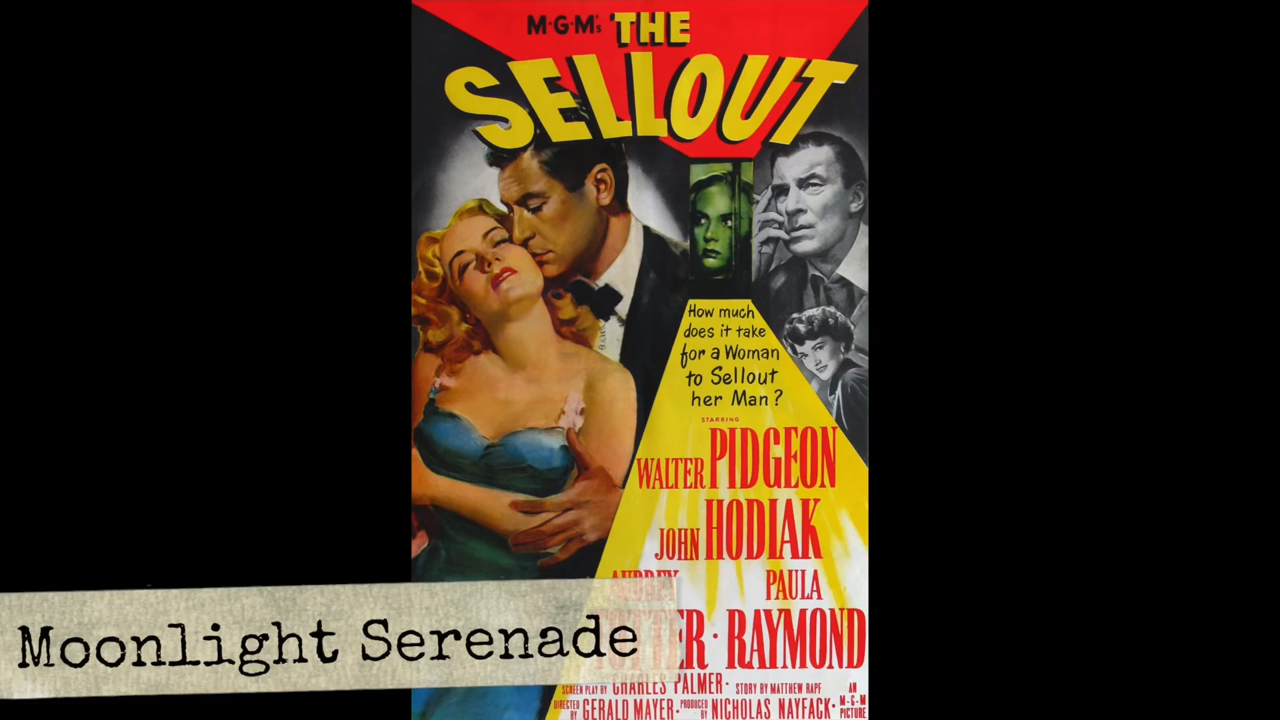 M·G·M's THE
SELLOUT
How much
does it take
for a Woman
to Sellout
her Man?
STARRING
WALTER PIDGEON
JOHN HODIAK
AUDREY PAULA
TOTTER · RAYMOND
SCREEN PLAY BY CHARLES PALMER · STORY BY MATTHEW RAPF
DIRECTED BY GERALD MAYER · PRODUCED BY NICHOLAS NAYFACK ·
AN
M-G-M
PICTURE
Moonlight Serenade